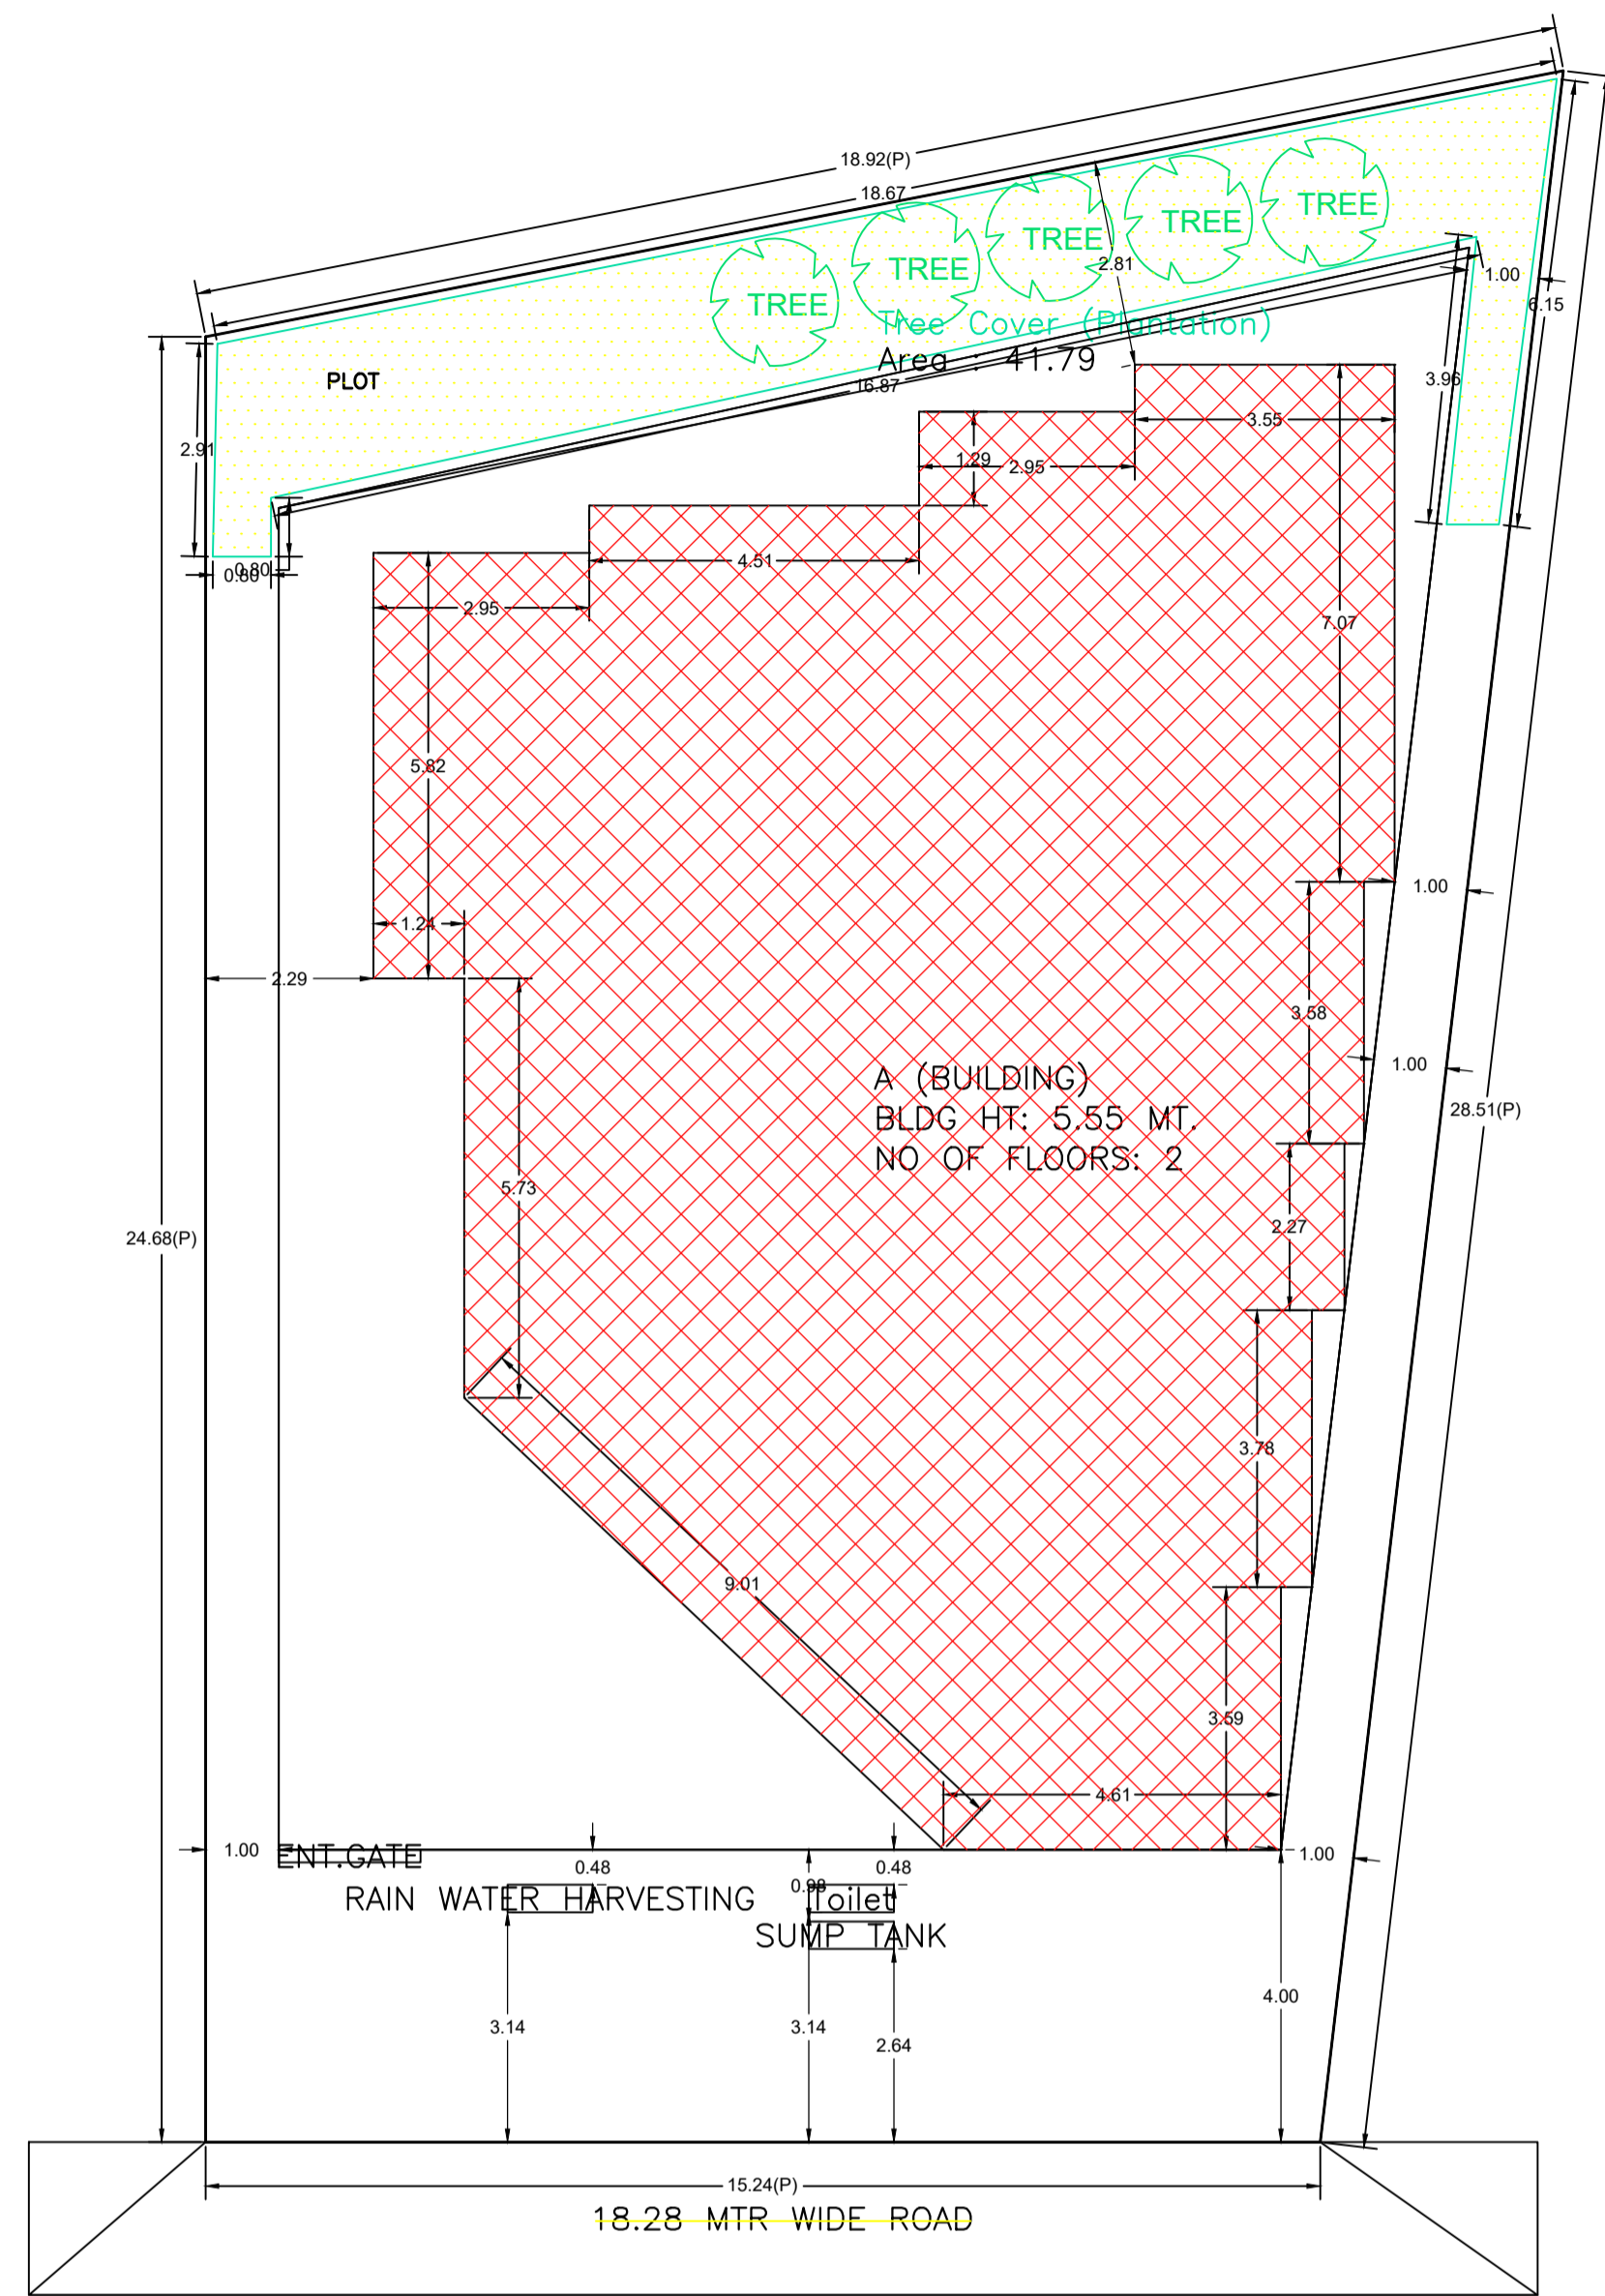 18.92(P)
18.67
TREE
TREE
TREE
TREE
TREE
2.81
1.00
6.15
Tree Cover (Plantation)
Area : 41.79
PLOT
16.87
3.96
3.55
2.91
1.29
2.95
4.51
0.80
0.80
2.95
7.07
5.82
1.00
1.24
2.29
3.58
1.00
A (BUILDING)
BLDG HT: 5.55 MT.
NO OF FLOORS: 2
28.51(P)
5.73
2.27
24.68(P)
3.78
9.01
3.59
4.61
1.00
ENT.GATE
1.00
0.48
0.48
0.98
RAIN WATER HARVESTING
Toilet
SUMP TANK
4.00
3.14
3.14
2.64
15.24(P)
18.28 MTR WIDE ROAD